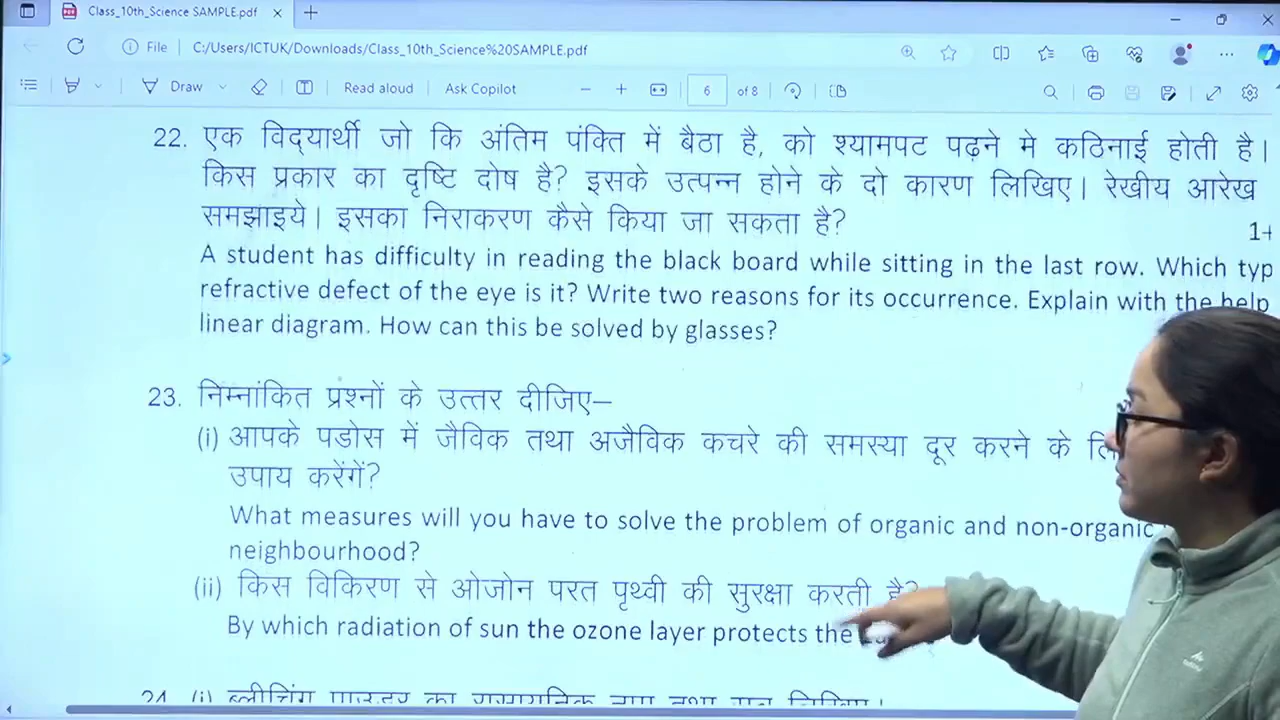 Class_10th_Science SAMPLE.pdf
File C:/Users/ICTUK/Downloads/Class_10th_Science%20SAMPLE.pdf
Draw Read aloud Ask Copilot 6 of 8
22. एक विद्यार्थी जो कि अंतिम पंक्ति में बैठा है, को श्यामपट पढ़ने मे कठिनाई होती है।
किस प्रकार का दृष्टि दोष है? इसके उत्पन्न होने के दो कारण लिखिए। रेखीय आरेख
समझाइये। इसका निराकरण कैसे किया जा सकता है?
1+
A student has difficulty in reading the black board while sitting in the last row. Which typ
refractive defect of the eye is it? Write two reasons for its occurrence. Explain with the help
linear diagram. How can this be solved by glasses?
23. निम्नांकित प्रश्नों के उत्तर दीजिए–
(i) आपके पडोस में जैविक तथा अजैविक कचरे की समस्या दूर करने के
उपाय करेंगें?
What measures will you have to solve the problem of organic and non-organic
neighbourhood?
(ii) किस विकिरण से ओजोन परत पृथ्वी की सुरक्षा करती है?
By which radiation of sun the ozone layer protects the
24. (i) ब्लीचिंग पाउडर का रासायनिक नाम तथा सूत्र लिखिए।